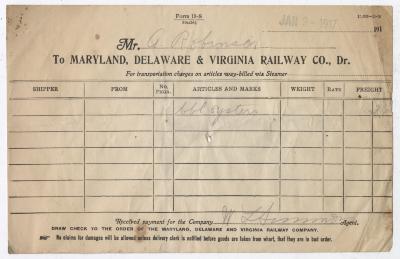 Form 19-S
JAN 2- 1917 191
Mr. A Robinson
To MARYLAND, DELAWARE & VIRGINIA RAILWAY CO., Dr.
For transportation charges on articles way-billed via Steamer
SHIPPER FROM No. PKGS. ARTICLES AND MARKS WEIGHT RATE FREIGHT
bbl oysters
Received payment for the Company Agent.
DRAW CHECK TO THE ORDER OF THE MARYLAND, DELAWARE AND VIRGINIA RAILWAY COMPANY.
No claims for damages will be allowed unless delivery clerk is notified before goods are taken from wharf, that they are in bad order.